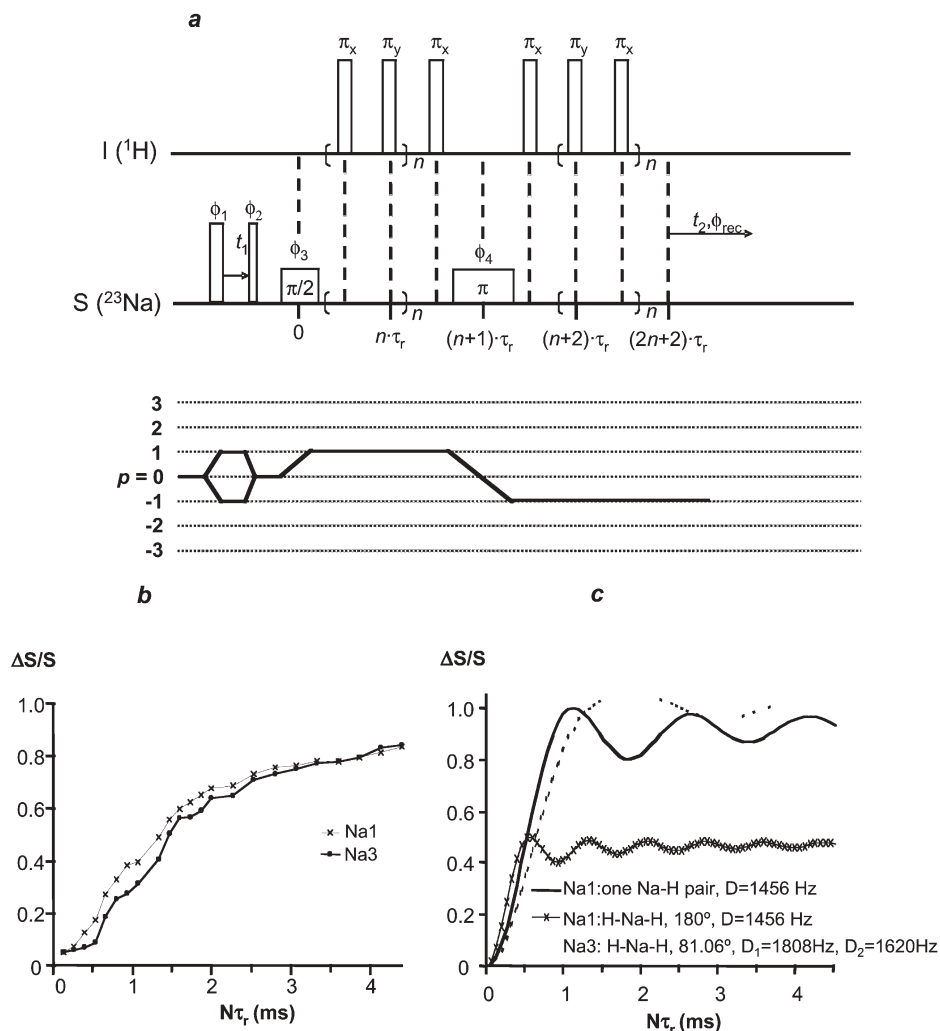 a
πx πy πx πx πy πx
I (¹H) n n
ϕ1 ϕ2
t1
ϕ3 ϕ4
t2,ϕrec
π/2 π
S (²³Na) n n
0 n·τr (n+1)·τr (n+2)·τr (2n+2)·τr
3
2
1
p = 0
-1
-2
-3
b
ΔS/S
1.0
0.8
0.6
0.4
0.2
0
Na1
Na3
0 1 2 3 4
Nτr (ms)
c
ΔS/S
1.0
0.8
0.6
0.4
0.2
0
Na1:one Na-H pair, D=1456 Hz
Na1:H-Na-H, 180º, D=1456 Hz
Na3: H-Na-H, 81.06º, D1=1808Hz, D2=1620Hz
0 1 2 3 4
Nτr (ms)